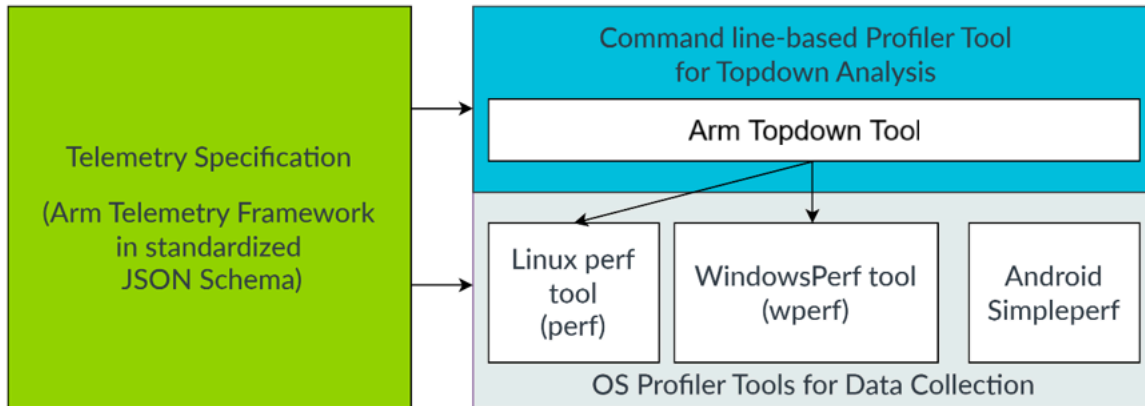 Telemetry Specification
(Arm Telemetry Framework
in standardized
JSON Schema)
Command line-based Profiler Tool
for Topdown Analysis
Arm Topdown Tool
Linux perf
tool
(perf)
WindowsPerf tool
(wperf)
Android
Simpleperf
OS Profiler Tools for Data Collection